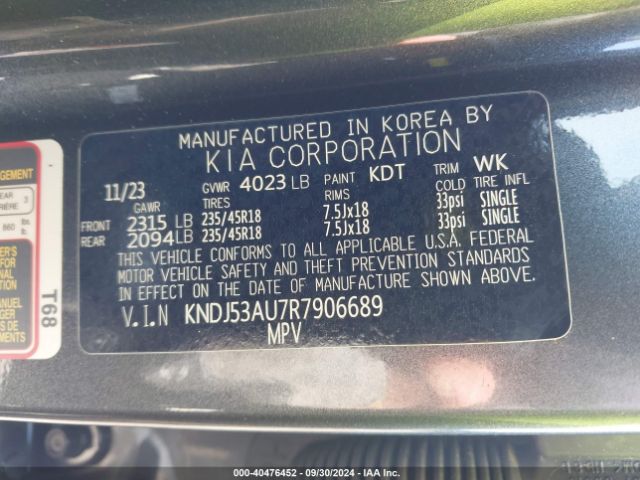 MANUFACTURED IN KOREA BY
KIA CORPORATION
11/23 GVWR 4023 LB PAINT KDT TRIM WK
GAWR TIRES RIMS COLD TIRE INFL
FRONT 2315 LB 235/45R18 7.5Jx18 33psi SINGLE
REAR 2094 LB 235/45R18 7.5Jx18 33psi SINGLE
THIS VEHICLE CONFORMS TO ALL APPLICABLE U.S.A. FEDERAL
MOTOR VEHICLE SAFETY AND THEFT PREVENTION STANDARDS
IN EFFECT ON THE DATE OF MANUFACTURE SHOWN ABOVE.
V.I.N KNDJ53AU7R7906689
MPV
T68
3
860 lbs.
000-40476452 - 09/30/2024 - IAA Inc.